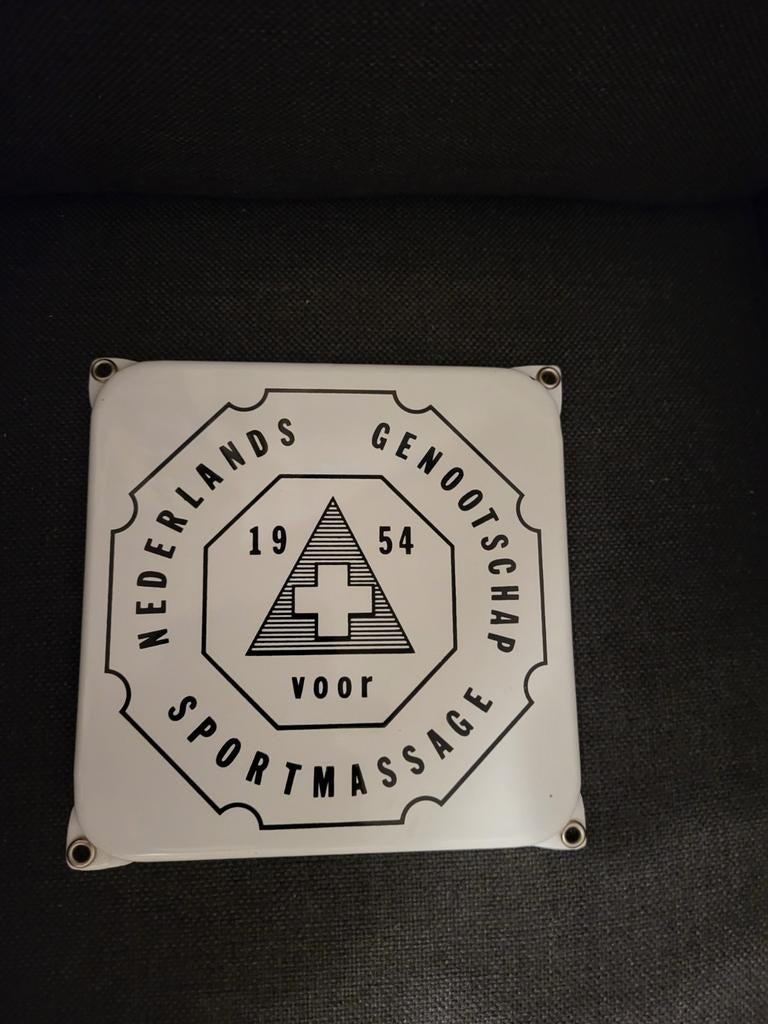 NEDERLANDS GENOOTSCHAP
19 54
voor
SPORTMASSAGE